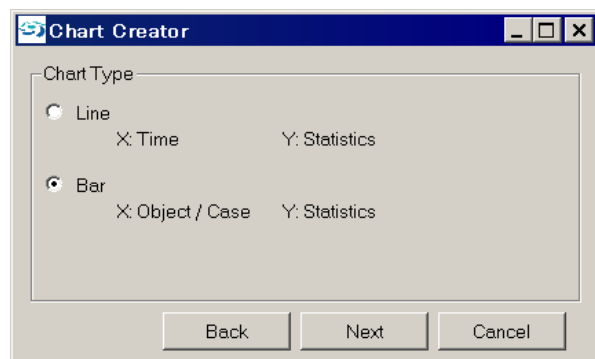 Chart Creator
Chart Type
Line
X: Time Y: Statistics
Bar
X: Object / Case Y: Statistics
Back Next Cancel